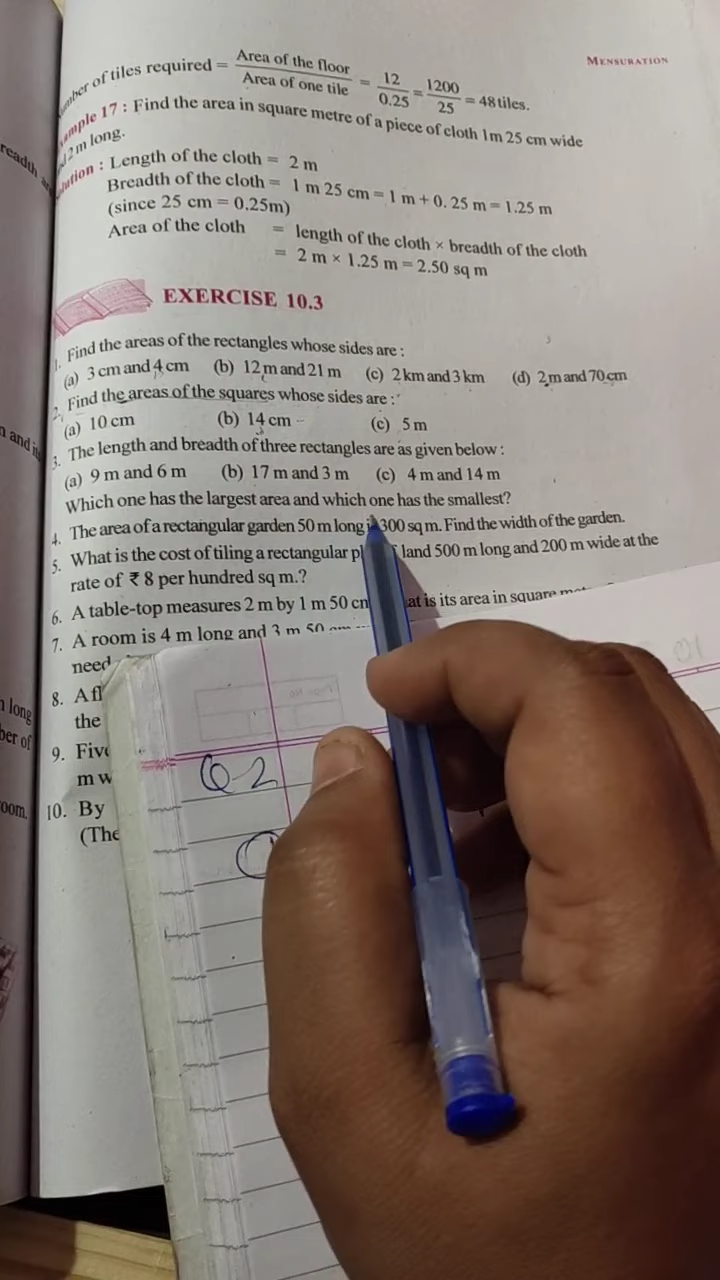 MENSURATION
of tiles required = Area of the floor / Area of one tile = 12/0.25 = 1200/25 = 48 tiles.
17 : Find the area in square metre of a piece of cloth 1m 25 cm wide
2 m long.
: Length of the cloth = 2 m
Breadth of the cloth = 1 m 25 cm = 1 m + 0. 25 m = 1.25 m
(since 25 cm = 0.25m)
Area of the cloth = length of the cloth × breadth of the cloth
= 2 m × 1.25 m = 2.50 sq m
EXERCISE 10.3
1. Find the areas of the rectangles whose sides are :
(a) 3 cm and 4 cm (b) 12 m and 21 m (c) 2 km and 3 km (d) 2 m and 70 cm
2. Find the areas of the squares whose sides are :
(a) 10 cm (b) 14 cm (c) 5 m
3. The length and breadth of three rectangles are as given below :
(a) 9 m and 6 m (b) 17 m and 3 m (c) 4 m and 14 m
Which one has the largest area and which one has the smallest?
4. The area of a rectangular garden 50 m long 300 sq m. Find the width of the garden.
5. What is the cost of tiling a rectangular land 500 m long and 200 m wide at the
rate of ₹ 8 per hundred sq m.?
6. A table-top measures 2 m by 1 m 50 is its area in square
7. A room is 4 m long and 3 m 50
need
8. A
the
9.
m
10. By
m long
room.
Q-2